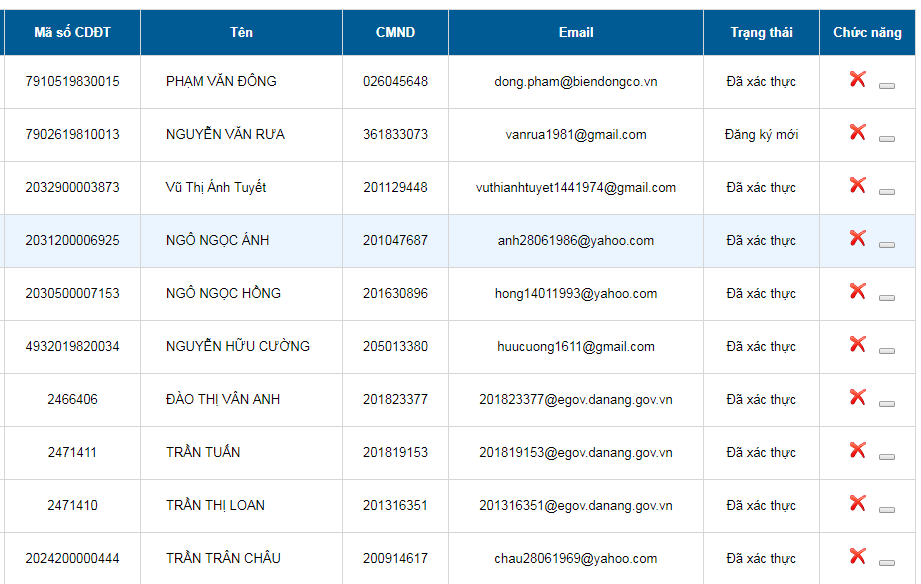 Mã số CDĐT Tên CMND Email Trạng thái Chức năng
7910519830015 PHẠM VĂN ĐÔNG 026045648 dong.pham@biendongco.vn Đã xác thực
7902619810013 NGUYỄN VĂN RƯA 361833073 vanrua1981@gmail.com Đăng ký mới
2032900003873 Vũ Thị Ánh Tuyết 201129448 vuthianhtuyet1441974@gmail.com Đã xác thực
2031200006925 NGÔ NGỌC ÁNH 201047687 anh28061986@yahoo.com Đã xác thực
2030500007153 NGÔ NGỌC HỒNG 201630896 hong14011993@yahoo.com Đã xác thực
4932019820034 NGUYỄN HỮU CƯỜNG 205013380 huucuong1611@gmail.com Đã xác thực
2466406 ĐÀO THỊ VÂN ANH 201823377 201823377@egov.danang.gov.vn Đã xác thực
2471411 TRẦN TUẤN 201819153 201819153@egov.danang.gov.vn Đã xác thực
2471410 TRẦN THỊ LOAN 201316351 201316351@egov.danang.gov.vn Đã xác thực
2024200000444 TRẦN TRÂN CHÂU 200914617 chau28061969@yahoo.com Đã xác thực